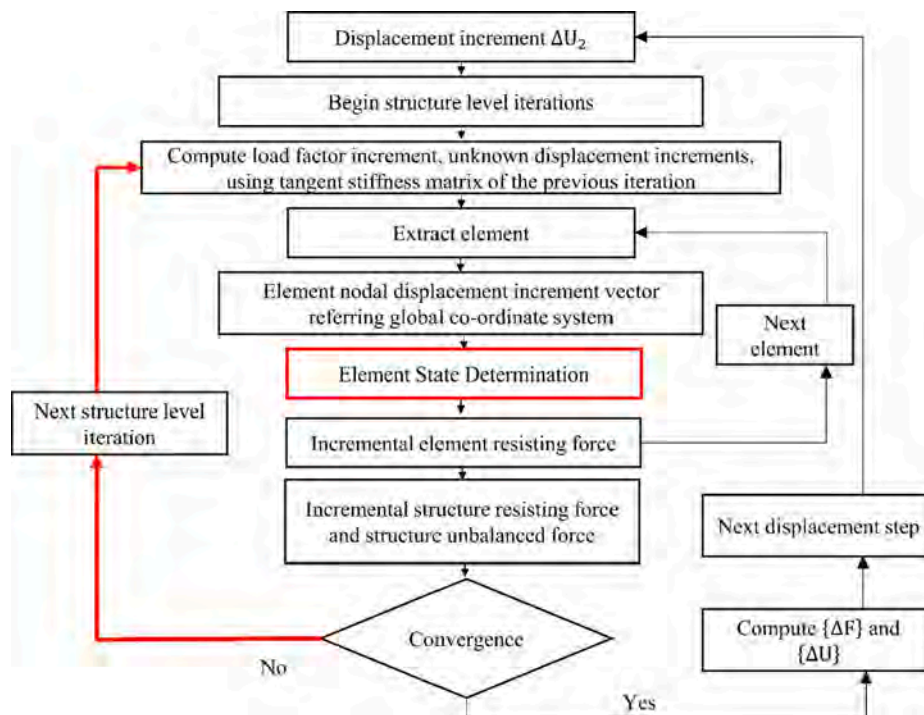 Displacement increment ΔU₂
Begin structure level iterations
Compute load factor increment, unknown displacement increments,
using tangent stiffness matrix of the previous iteration
Extract element
Element nodal displacement increment vector
referring global co-ordinate system
Next
element
Element State Determination
Next structure level
iteration
Incremental element resisting force
Incremental structure resisting force
and structure unbalanced force
Next displacement step
Convergence
Compute {ΔF} and
{ΔU}
No
Yes